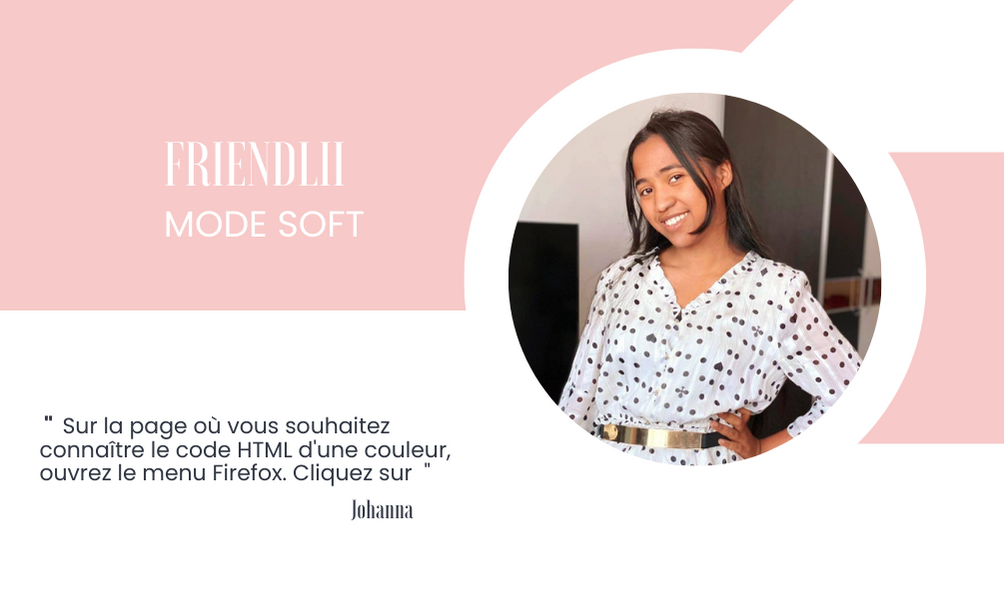 FRIENDLII
MODE SOFT
" Sur la page où vous souhaitez
connaître le code HTML d'une couleur,
ouvrez le menu Firefox. Cliquez sur "
Johanna